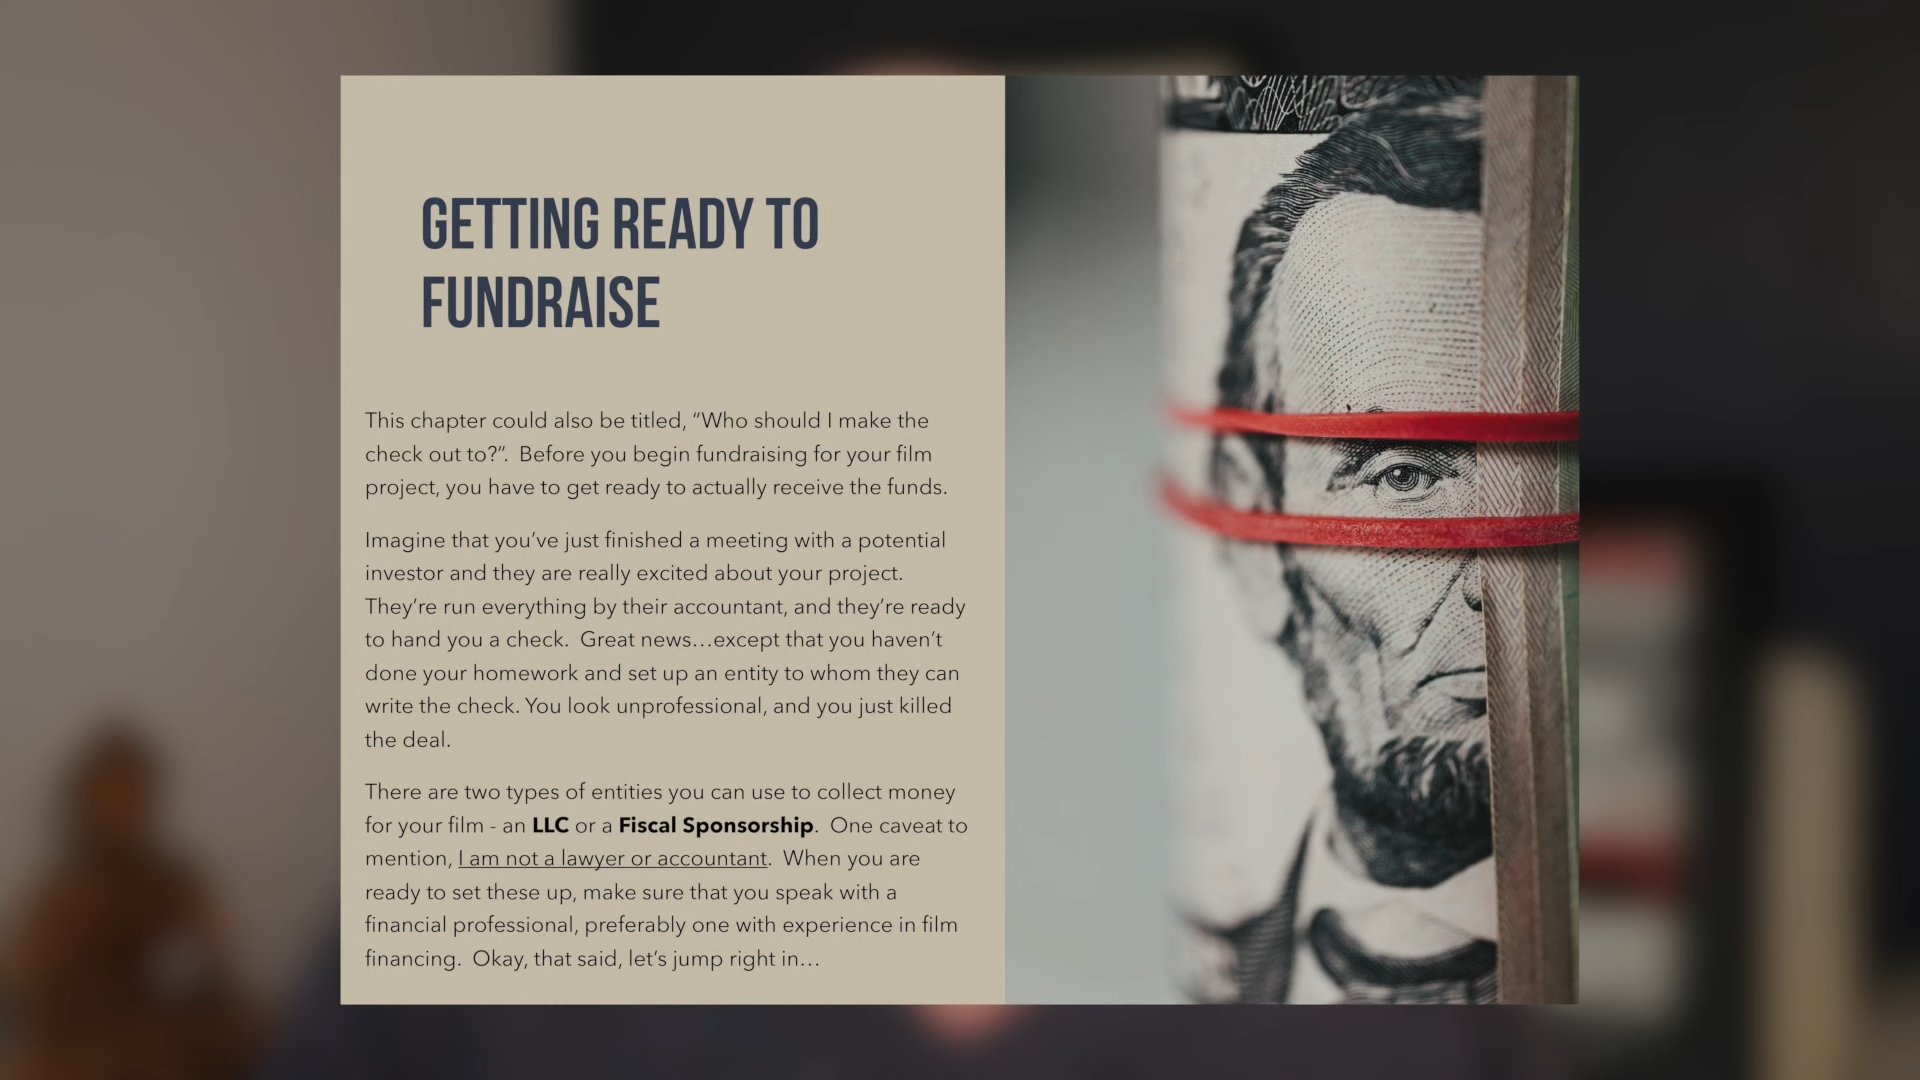 GETTING READY TO
FUNDRAISE
This chapter could also be titled, “Who should I make the
check out to?”.  Before you begin fundraising for your film
project, you have to get ready to actually receive the funds.
Imagine that you’ve just finished a meeting with a potential
investor and they are really excited about your project.
They’re run everything by their accountant, and they’re ready
to hand you a check.  Great news…except that you haven’t
done your homework and set up an entity to whom they can
write the check. You look unprofessional, and you just killed
the deal.
There are two types of entities you can use to collect money
for your film - an LLC or a Fiscal Sponsorship.  One caveat to
mention, I am not a lawyer or accountant.  When you are
ready to set these up, make sure that you speak with a
financial professional, preferably one with experience in film
financing.  Okay, that said, let’s jump right in…